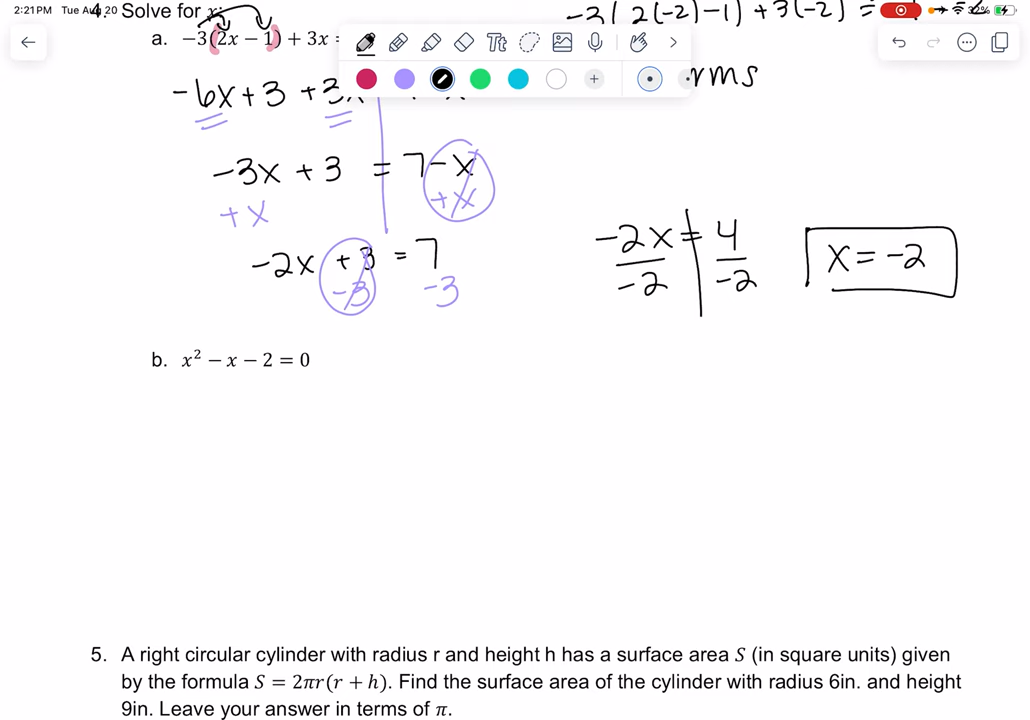 2:21 PM Tue Aug 20
4. Solve for x:
-3(2(-2)-1) + 3(-2) =
32%
a. −3(2x − 1) + 3x =
Tt
-6x + 3 + 3x
rms
-3x + 3 = 7 - x
+x +x
-2x + 3 = 7
-3 -3
-2x = 4
-2 -2
x = -2
b. x² − x − 2 = 0
5. A right circular cylinder with radius r and height h has a surface area S (in square units) given
by the formula S = 2πr(r + h). Find the surface area of the cylinder with radius 6in. and height
9in. Leave your answer in terms of π.